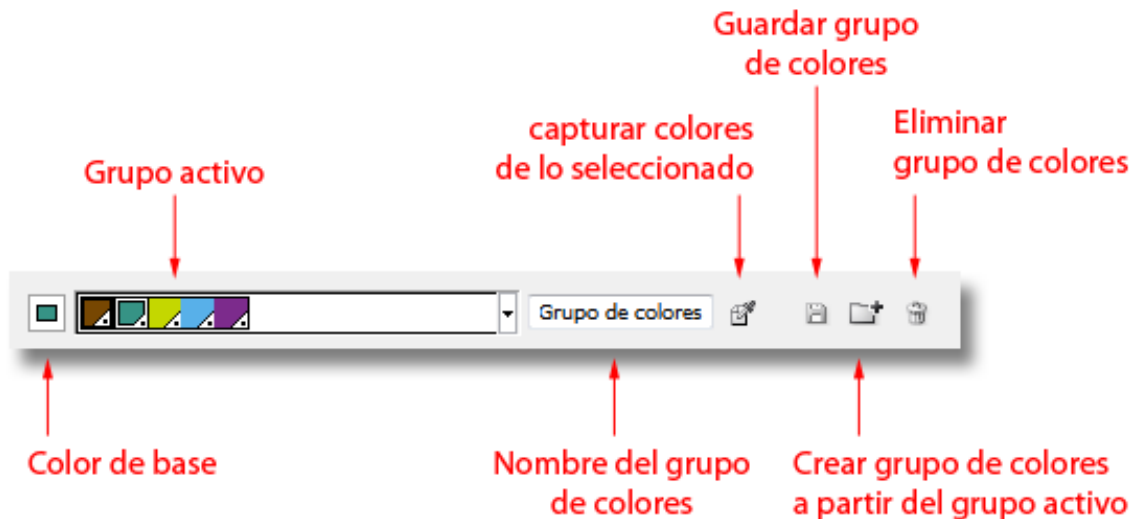 Guardar grupo
de colores
capturar colores
de lo seleccionado
Eliminar
grupo de colores
Grupo activo
Grupo de colores
Color de base
Nombre del grupo
de colores
Crear grupo de colores
a partir del grupo activo